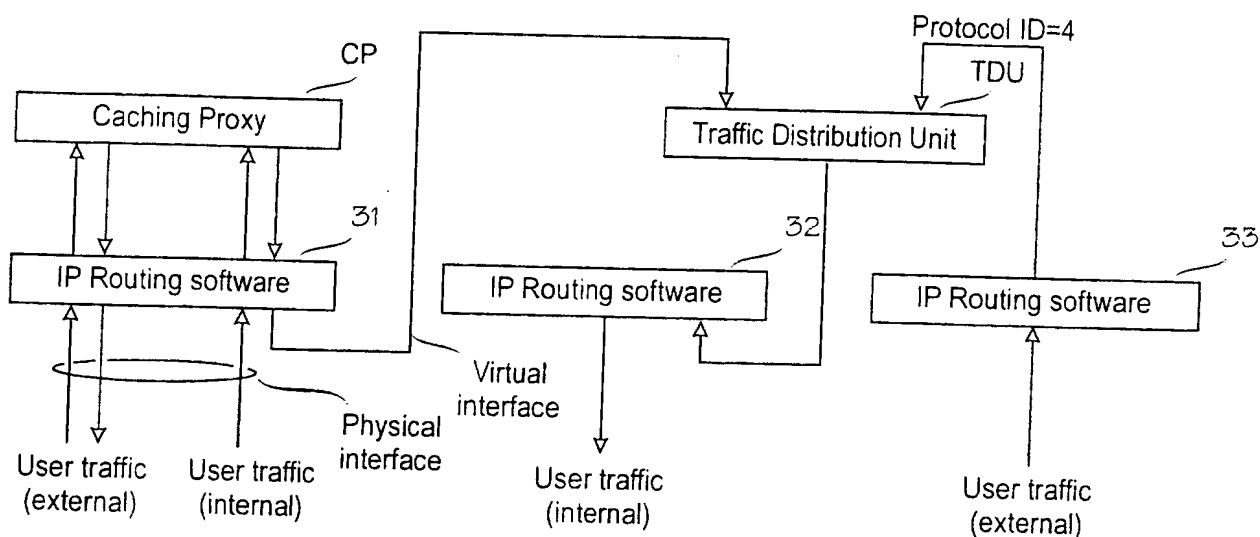 Protocol ID=4
CP
TDU
Caching Proxy
Traffic Distribution Unit
31
32
33
IP Routing software
IP Routing software
IP Routing software
Virtual
interface
Physical
interface
User traffic
(external)
User traffic
(internal)
User traffic
(internal)
User traffic
(external)